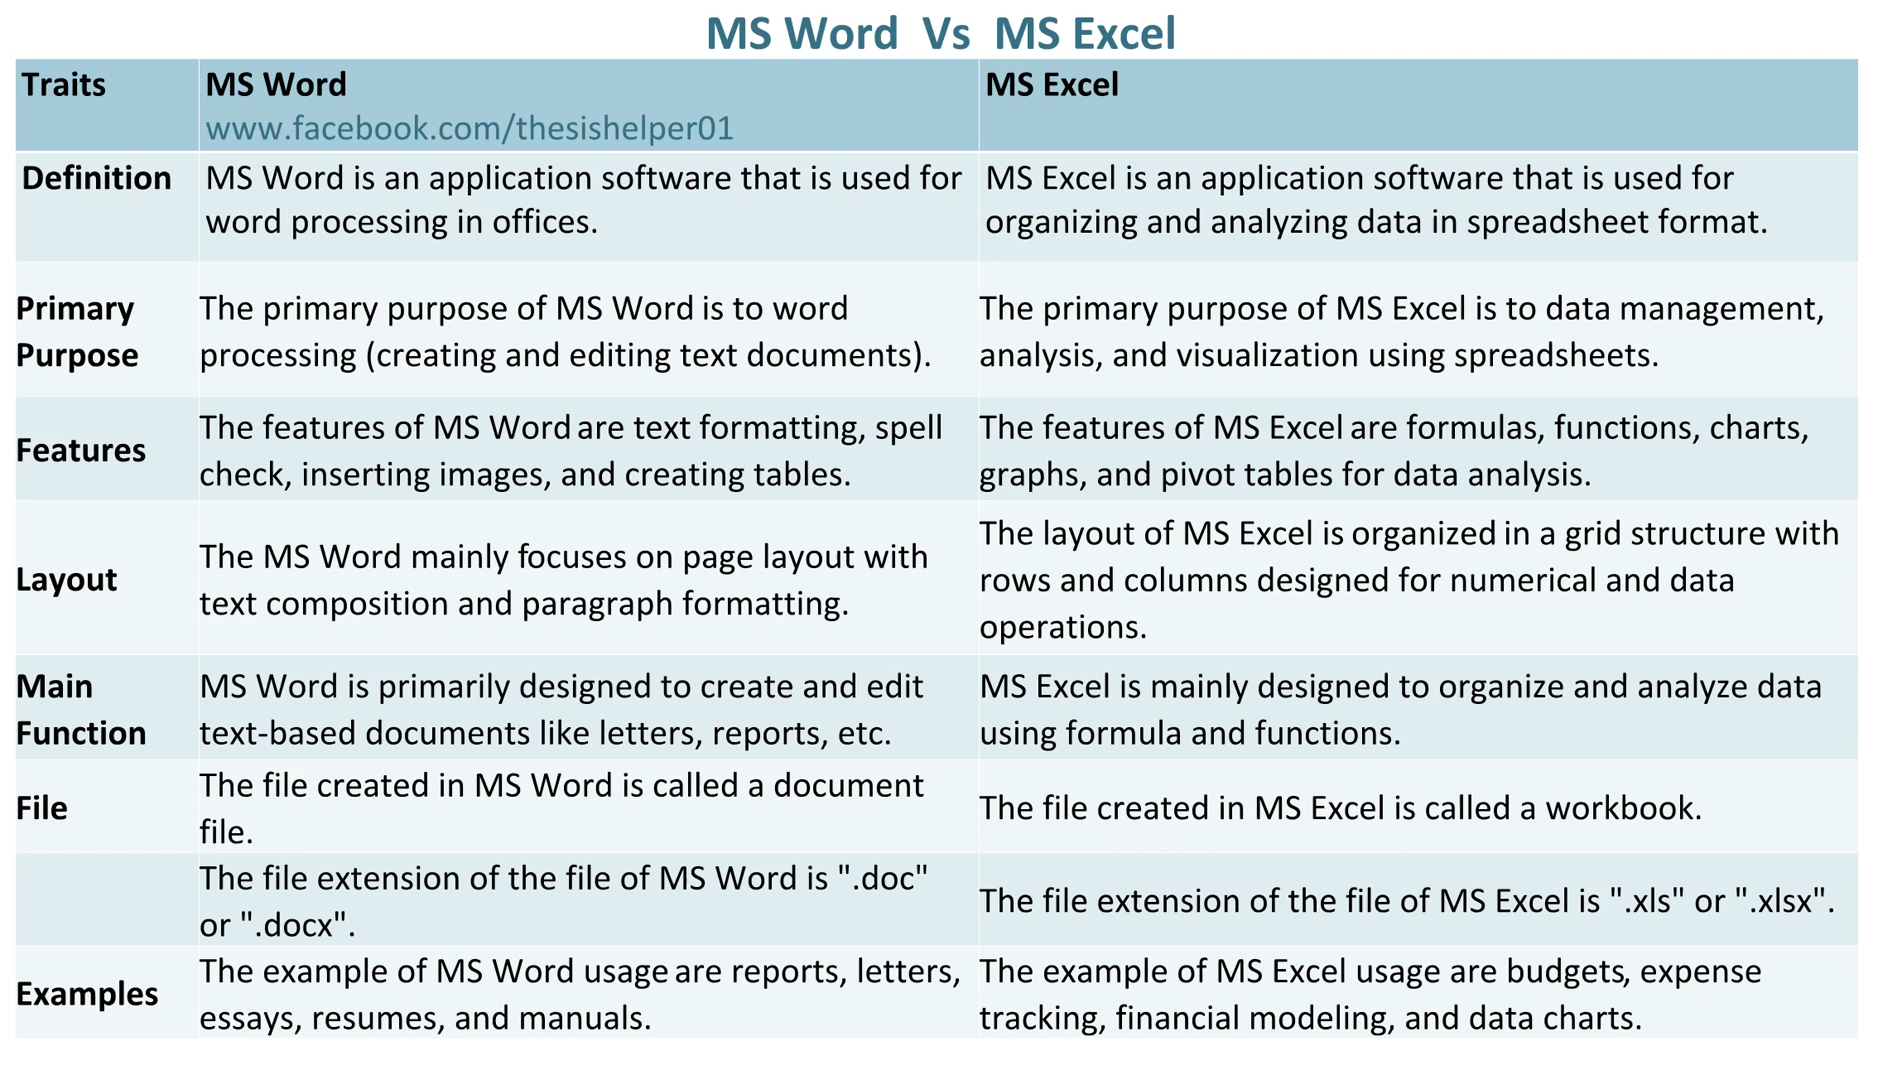 MS Word Vs MS Excel
Traits
MS Word
www.facebook.com/thesishelper01
MS Excel
Definition
MS Word is an application software that is used for
word processing in offices.
MS Excel is an application software that is used for
organizing and analyzing data in spreadsheet format.
Primary
Purpose
The primary purpose of MS Word is to word
processing (creating and editing text documents).
The primary purpose of MS Excel is to data management,
analysis, and visualization using spreadsheets.
Features
The features of MS Word are text formatting, spell
check, inserting images, and creating tables.
The features of MS Excel are formulas, functions, charts,
graphs, and pivot tables for data analysis.
Layout
The MS Word mainly focuses on page layout with
text composition and paragraph formatting.
The layout of MS Excel is organized in a grid structure with
rows and columns designed for numerical and data
operations.
Main
Function
MS Word is primarily designed to create and edit
text-based documents like letters, reports, etc.
MS Excel is mainly designed to organize and analyze data
using formula and functions.
File
The file created in MS Word is called a document
file.
The file created in MS Excel is called a workbook.
The file extension of the file of MS Word is ".doc"
or ".docx".
The file extension of the file of MS Excel is ".xls" or ".xlsx".
Examples
The example of MS Word usage are reports, letters,
essays, resumes, and manuals.
The example of MS Excel usage are budgets, expense
tracking, financial modeling, and data charts.